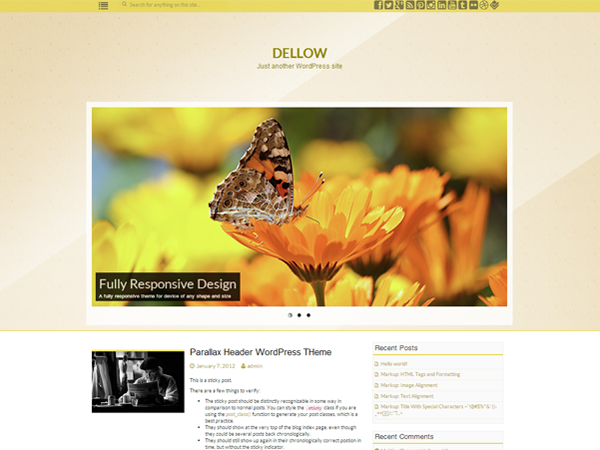 Search for anything on the site...
DELLOW
Just another WordPress site
Fully Responsive Design
A fully responsive theme for device of any shape and size
Parallax Header WordPress THeme
January 7, 2012 admin
This is a sticky post.
There are a few things to verify:
The sticky post should be distinctly recognizable in some way in
comparison to normal posts. You can style the .sticky class if you are
using the post_class() function to generate your post classes, which is a
best practice.
They should show at the very top of the blog index page, even though
they could be several posts back chronologically.
They should still show up again in their chronologically correct postion in
time, but without the sticky indicator.
Recent Posts
Hello world!
Markup: HTML Tags and Formatting
Markup: Image Alignment
Markup: Text Alignment
Markup: Title With Special Characters
Recent Comments